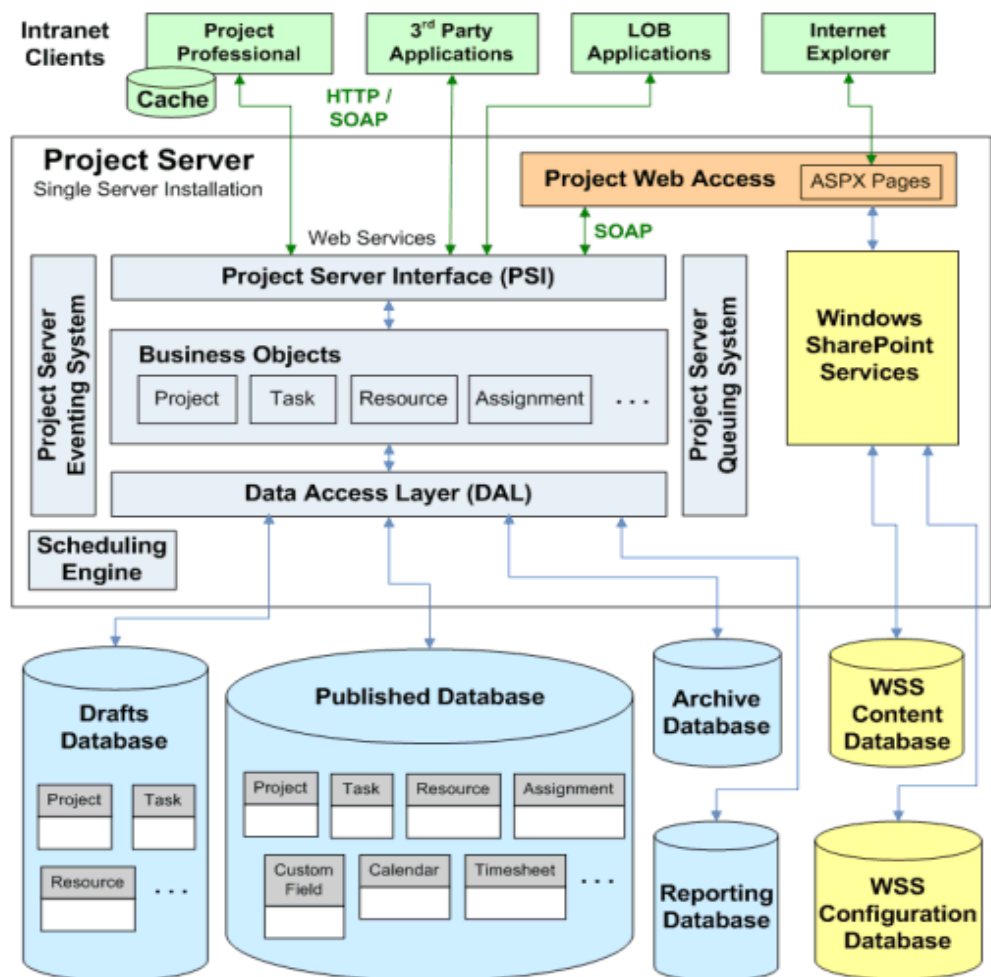 Intranet
Clients
Project
Professional
Cache
3rd Party
Applications
LOB
Applications
Internet
Explorer
HTTP /
SOAP
Project Server
Single Server Installation
Project Web Access
ASPX Pages
Web Services
SOAP
Project Server Interface (PSI)
Project Server
Eventing System
Business Objects
Project
Task
Resource
Assignment
. . .
Project Server
Queuing System
Windows
SharePoint
Services
Data Access Layer (DAL)
Scheduling
Engine
Drafts
Database
Project
Task
Resource
. . .
Published Database
Project
Task
Resource
Assignment
Custom
Field
Calendar
Timesheet
. . .
Archive
Database
WSS
Content
Database
Reporting
Database
WSS
Configuration
Database